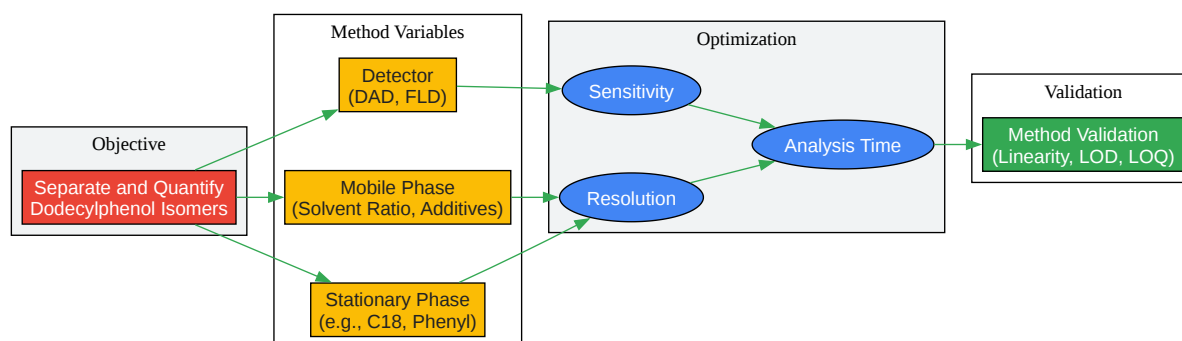 Objective
Separate and Quantify
Dodecylphenol Isomers
Method Variables
Detector
(DAD, FLD)
Mobile Phase
(Solvent Ratio, Additives)
Stationary Phase
(e.g., C18, Phenyl)
Optimization
Sensitivity
Resolution
Analysis Time
Validation
Method Validation
(Linearity, LOD, LOQ)